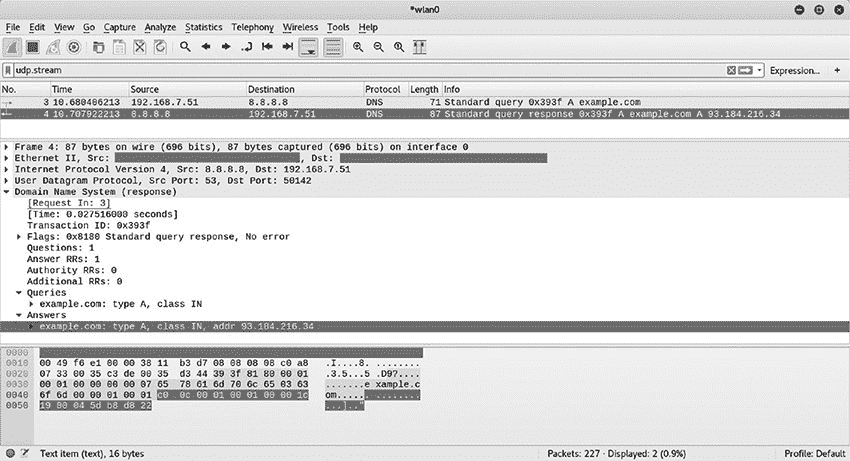 *wlan0
File Edit View Go Capture Analyze Statistics Telephony Wireless Tools Help
udp.stream Expression... +
No. Time Source Destination Protocol Length Info
3 10.680406213 192.168.7.51 8.8.8.8 DNS 71 Standard query 0x393f A example.com
4 10.707922213 8.8.8.8 192.168.7.51 DNS 87 Standard query response 0x393f A example.com A 93.184.216.34
Frame 4: 87 bytes on wire (696 bits), 87 bytes captured (696 bits) on interface 0
Ethernet II, Src: , Dst:
Internet Protocol Version 4, Src: 8.8.8.8, Dst: 192.168.7.51
User Datagram Protocol, Src Port: 53, Dst Port: 50142
Domain Name System (response)
[Request In: 3]
[Time: 0.027516000 seconds]
Transaction ID: 0x393f
Flags: 0x8180 Standard query response, No error
Questions: 1
Answer RRs: 1
Authority RRs: 0
Additional RRs: 0
Queries
example.com: type A, class IN
Answers
example.com: type A, class IN, addr 93.184.216.34
0000
0010 00 49 f6 e1 00 00 38 11 b3 d7 08 08 08 08 c0 a8 .I....8. ........
0020 07 33 00 35 c3 de 00 35 d3 44 39 3f 81 80 00 01 .3.5...5 .D9?....
0030 00 01 00 00 00 00 07 65 78 61 6d 70 6c 65 03 63 .......e xample.c
0040 6f 6d 00 00 01 00 01 c0 0c 00 01 00 01 00 00 1c om...... ........
0050 19 00 04 5d b8 d8 22 ...].."
Text item (text), 16 bytes Packets: 227 · Displayed: 2 (0.9%) Profile: Default